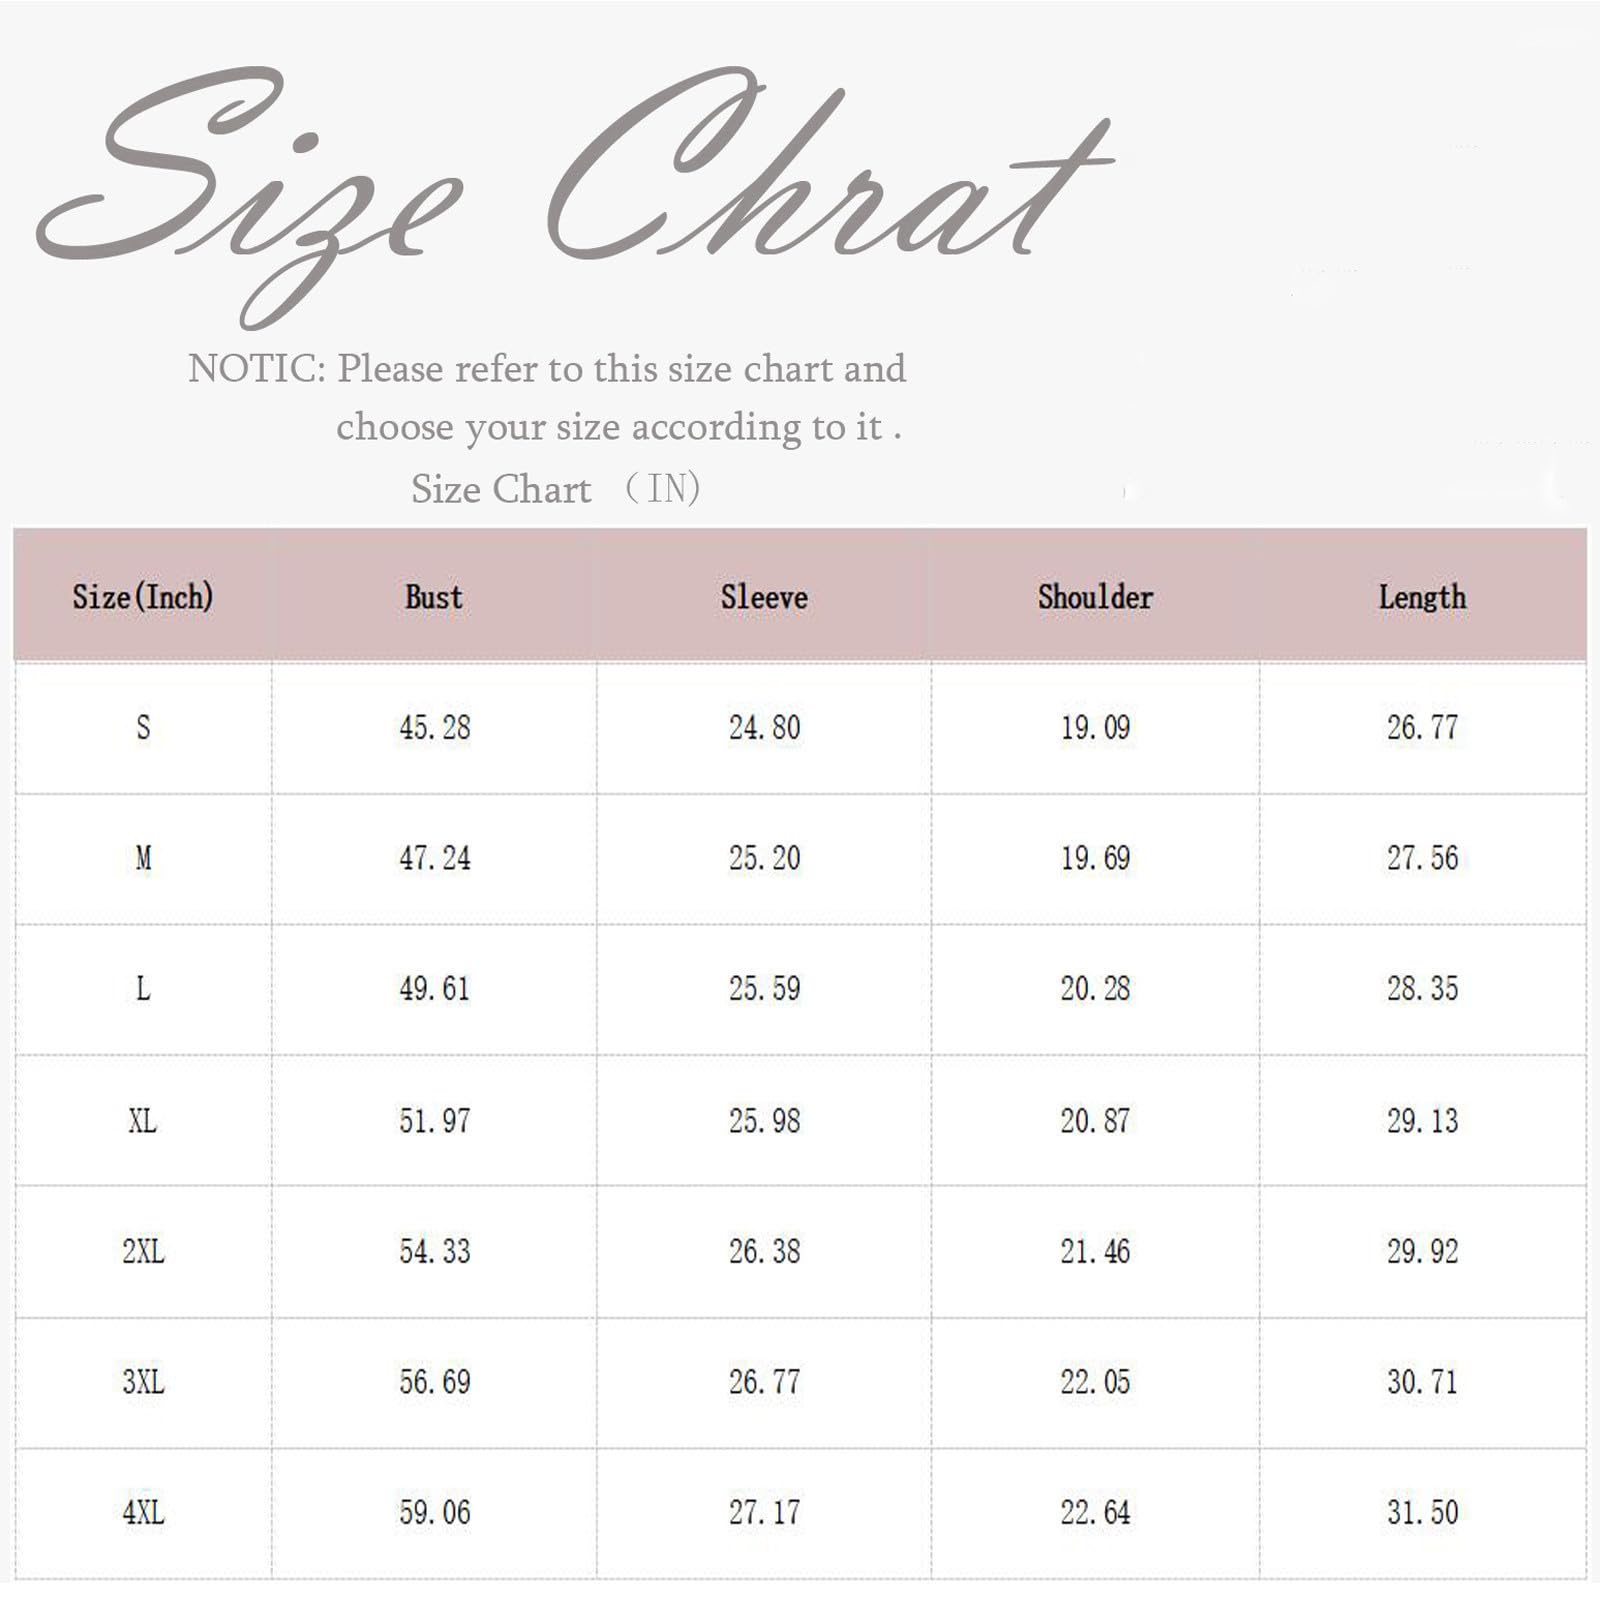 Size Chrat
NOTIC: Please refer to this size chart and
choose your size according to it .
Size Chart （IN）
Size(Inch) Bust Sleeve Shoulder Length
S 45.28 24.80 19.09 26.77
M 47.24 25.20 19.69 27.56
L 49.61 25.59 20.28 28.35
XL 51.97 25.98 20.87 29.13
2XL 54.33 26.38 21.46 29.92
3XL 56.69 26.77 22.05 30.71
4XL 59.06 27.17 22.64 31.50